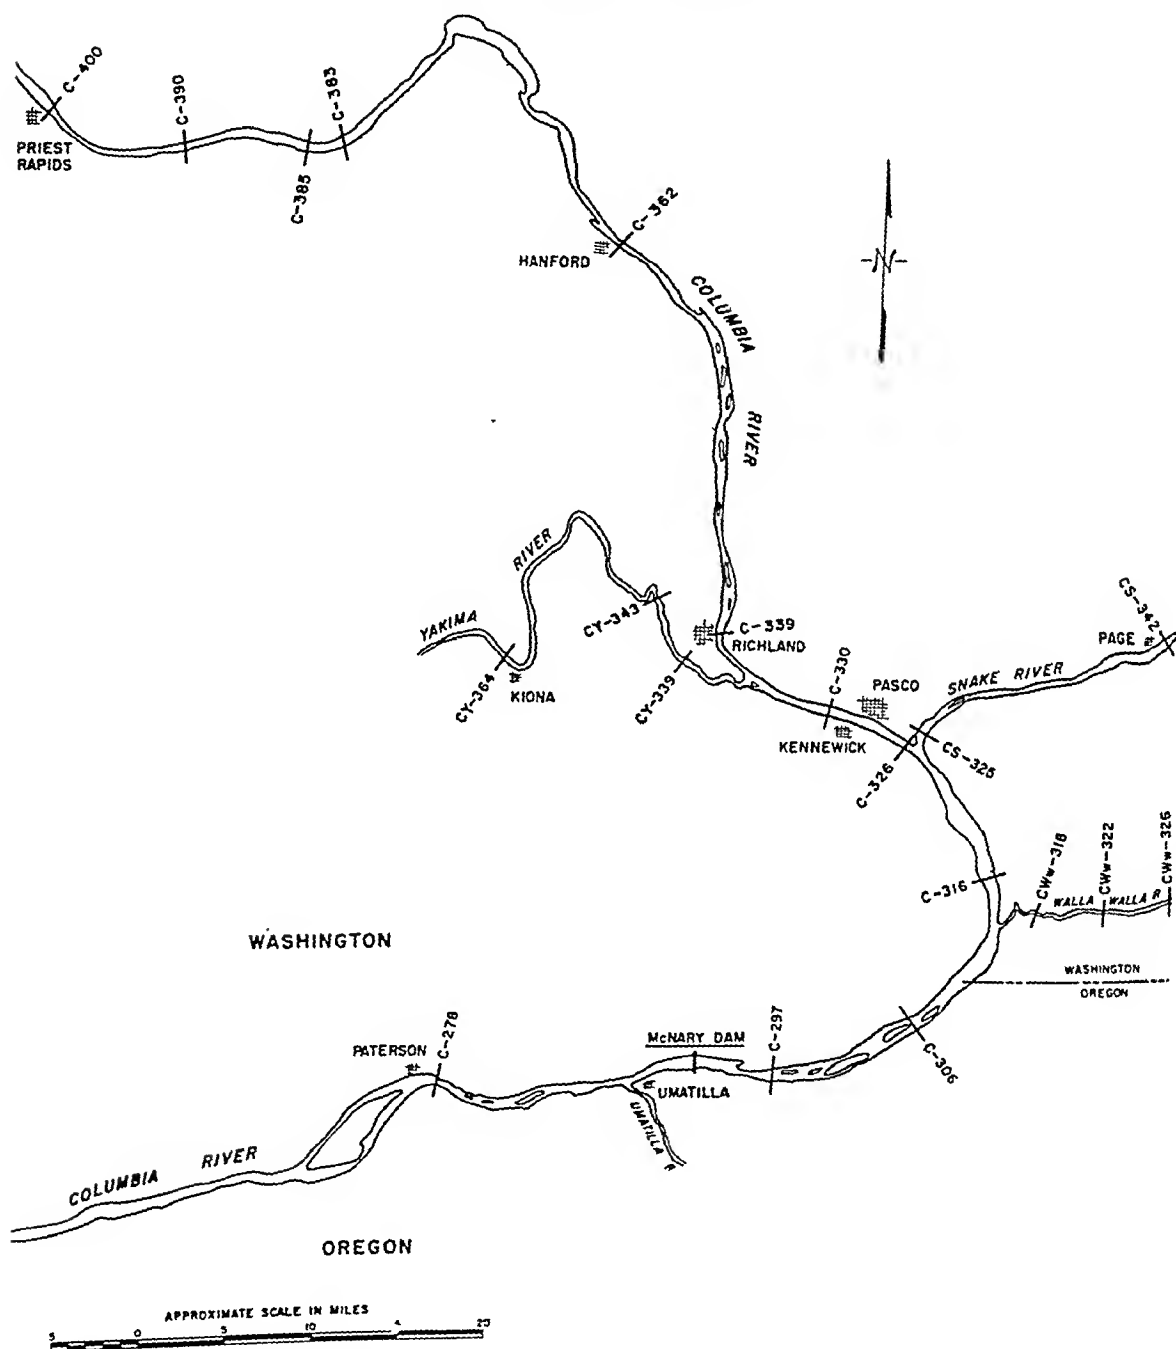 C-400
C-390
C-383
PRIEST
RAPIDS
C-385
C-362
HANFORD
-N-
COLUMBIA
RIVER
RIVER
YAKIMA
CY-343
C-339
RICHLAND
CS-342
PAGE
CY-364
KIONA
CY-339
C-330
PASCO
SNAKE RIVER
KENNEWICK
C-326
CS-325
C-316
CWw-318
CWw-322
CWw-326
WALLA WALLA R
WASHINGTON
WASHINGTON
OREGON
PATERSON
C-278
McNARY DAM
C-297
C-306
UMATILLA
UMATILLA R
COLUMBIA RIVER
OREGON
APPROXIMATE SCALE IN MILES
5 0 5 10 20